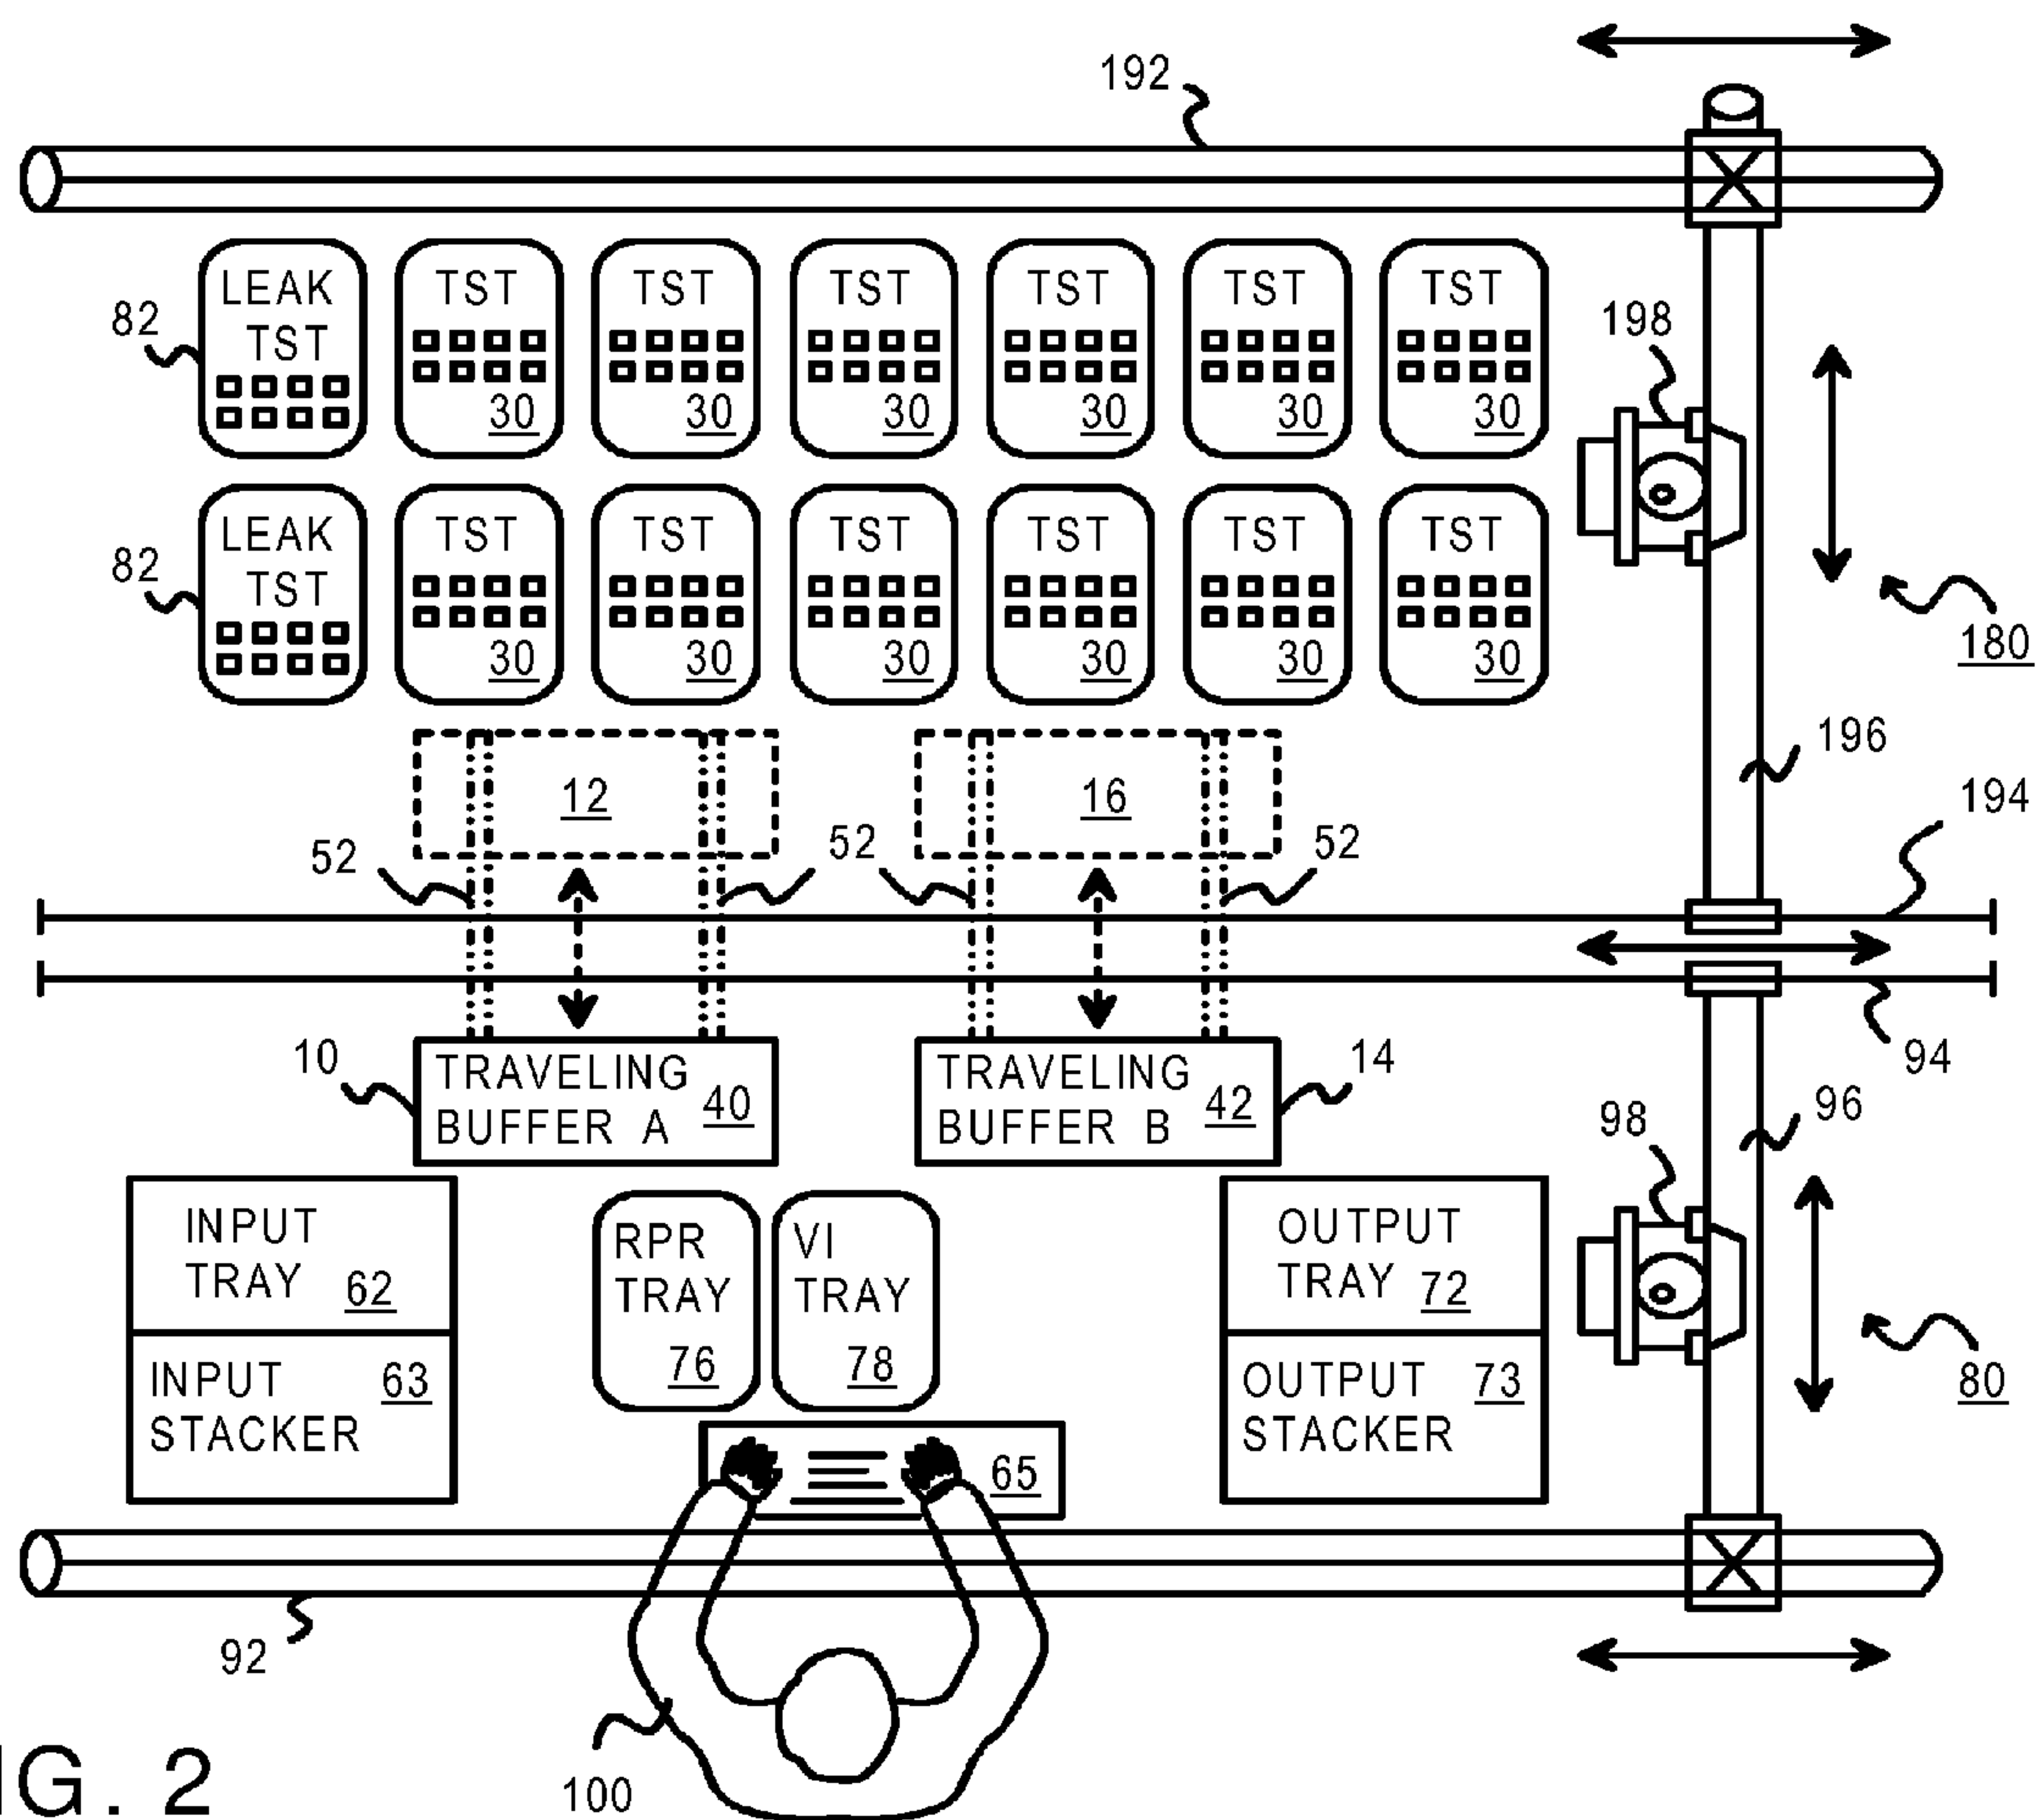 192
LEAK TST
82
TST 30
TST 30
TST 30
TST 30
TST 30
TST 30
198
LEAK TST
82
TST 30
TST 30
TST 30
TST 30
TST 30
TST 30
180
12
16
196
194
52
52
52
10
TRAVELING
BUFFER A 40
TRAVELING
BUFFER B 42
14
94
96
98
INPUT
TRAY 62
RPR
TRAY
76
VI
TRAY
78
OUTPUT
TRAY 72
INPUT 63
STACKER
OUTPUT 73
STACKER
80
65
92
100
IG. 2